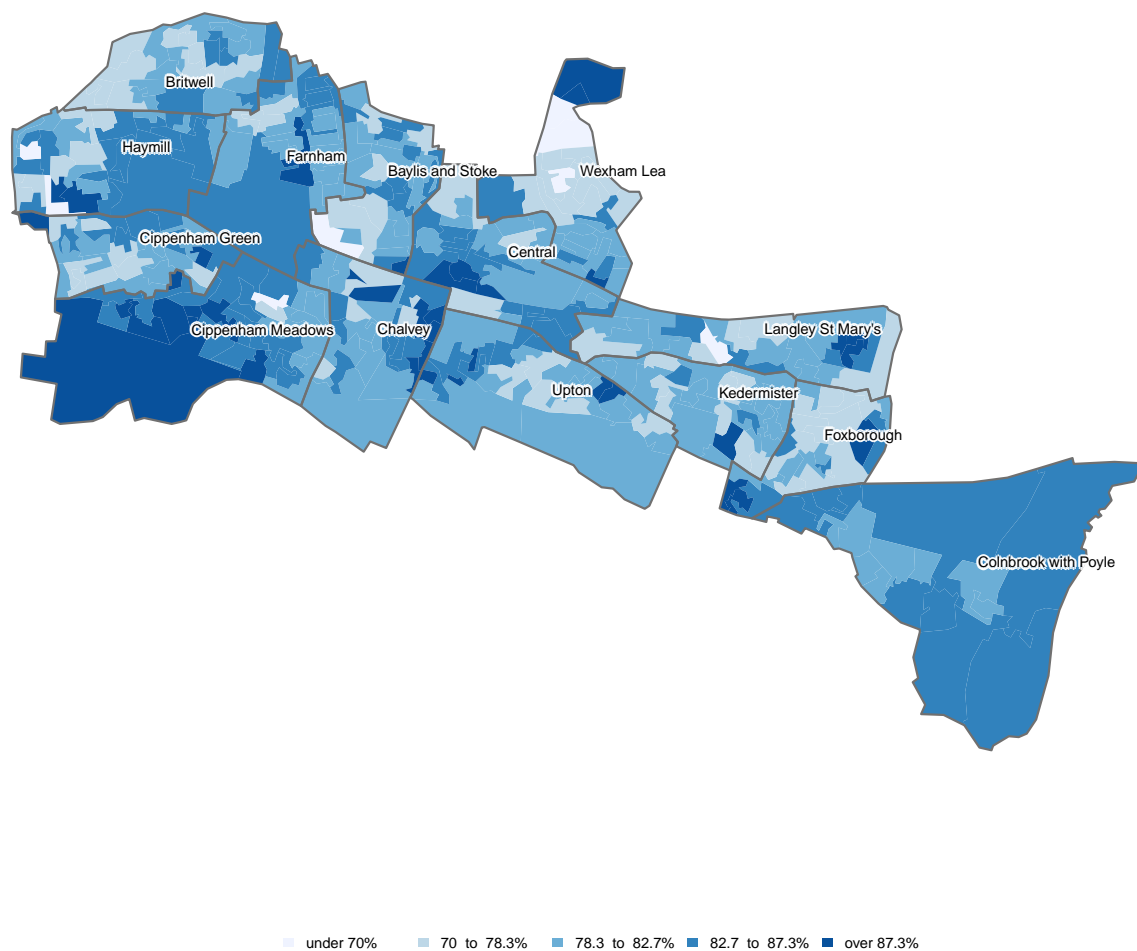 Britwell
Haymill
Farnham
Baylis and Stoke
Wexham Lea
Cippenham Green
Central
Cippenham Meadows
Chalvey
Langley St Mary's
Upton
Kedermister
Foxborough
Colnbrook with Poyle
under 70% 70 to 78.3% 78.3 to 82.7% 82.7 to 87.3% over 87.3%